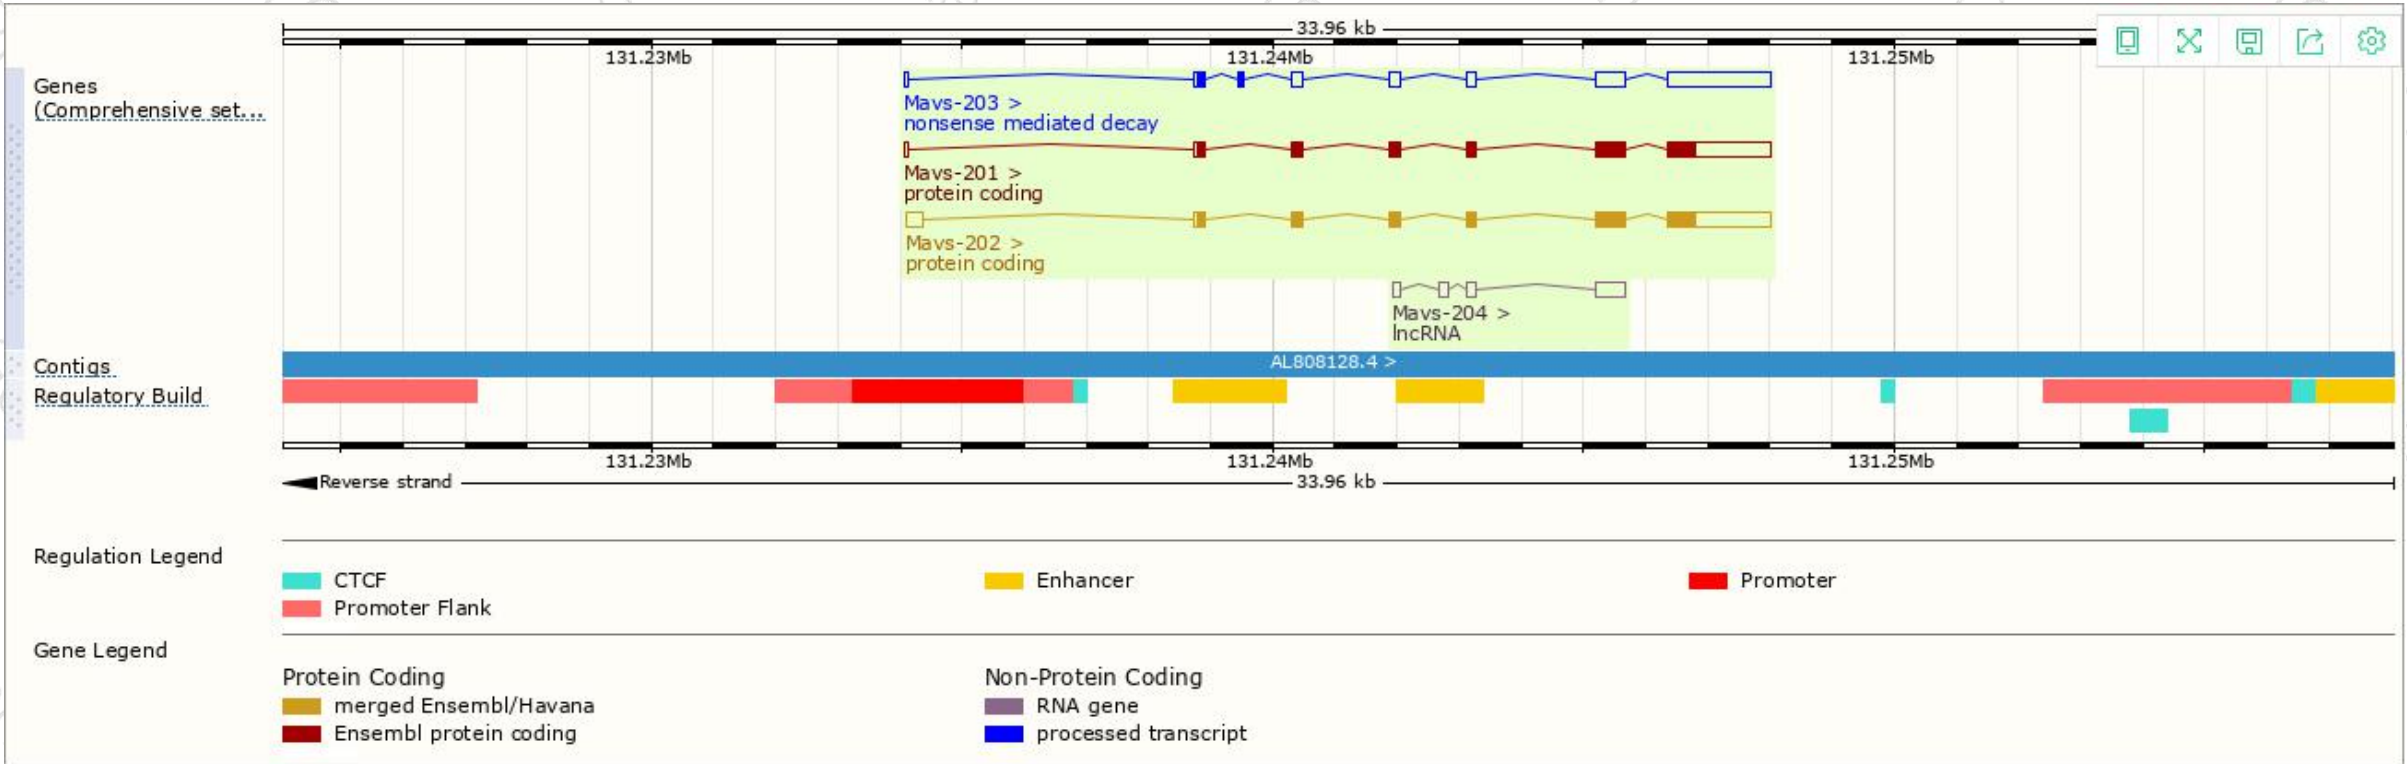 33.96 kb
131.23Mb 131.24Mb 131.25Mb
Genes
(Comprehensive set...
Mavs-203 >
nonsense mediated decay
Mavs-201 >
protein coding
Mavs-202 >
protein coding
Mavs-204 >
lncRNA
Contigs
AL808128.4 >
Regulatory Build
131.23Mb 131.24Mb 131.25Mb
Reverse strand 33.96 kb
Regulation Legend
CTCF Enhancer Promoter
Promoter Flank
Gene Legend
Protein Coding Non-Protein Coding
merged Ensembl/Havana RNA gene
Ensembl protein coding processed transcript